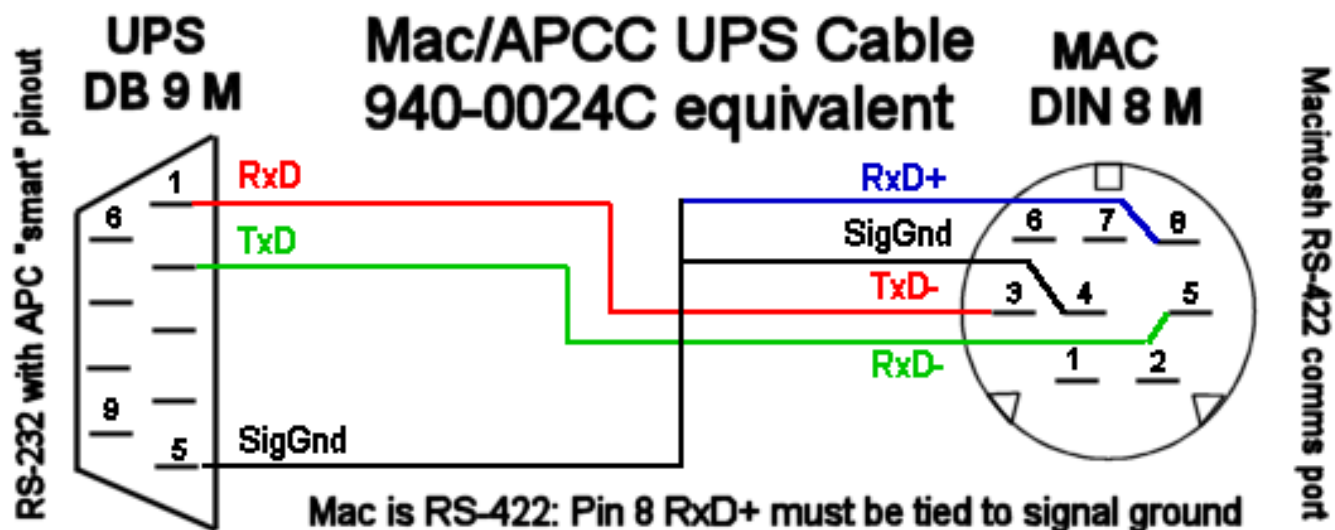 UPS
DB 9 M
Mac/APCC UPS Cable
940-0024C equivalent
MAC
DIN 8 M
RS-232 with APC "smart" pinout
Macintosh RS-422 comms port
1
6
9
5
RxD
TxD
SigGnd
RxD+
SigGnd
TxD-
RxD-
6
7
8
3
4
5
1
2
Mac is RS-422: Pin 8 RxD+ must be tied to signal ground